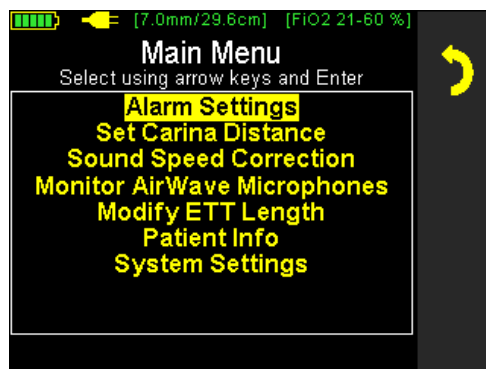 [7.0mm/29.6cm] [FiO2 21-60 %]
Main Menu
Select using arrow keys and Enter
Alarm Settings
Set Carina Distance
Sound Speed Correction
Monitor AirWave Microphones
Modify ETT Length
Patient Info
System Settings